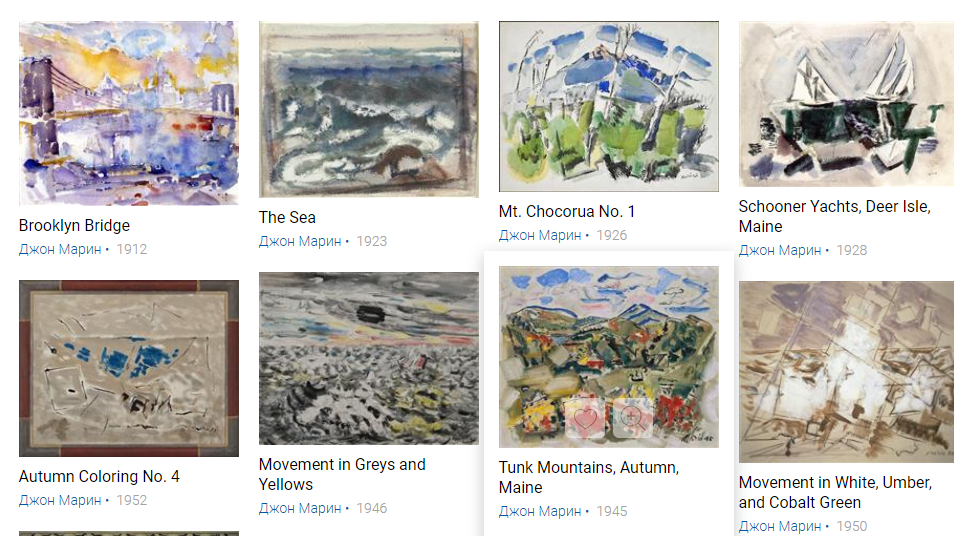 Brooklyn Bridge
Джон Марин • 1912
The Sea
Джон Марин • 1923
Mt. Chocorua No. 1
Джон Марин • 1926
Schooner Yachts, Deer Isle,
Maine
Джон Марин • 1928
Autumn Coloring No. 4
Джон Марин • 1952
Movement in Greys and
Yellows
Джон Марин • 1946
Tunk Mountains, Autumn,
Maine
Джон Марин • 1945
Movement in White, Umber,
and Cobalt Green
Джон Марин • 1950